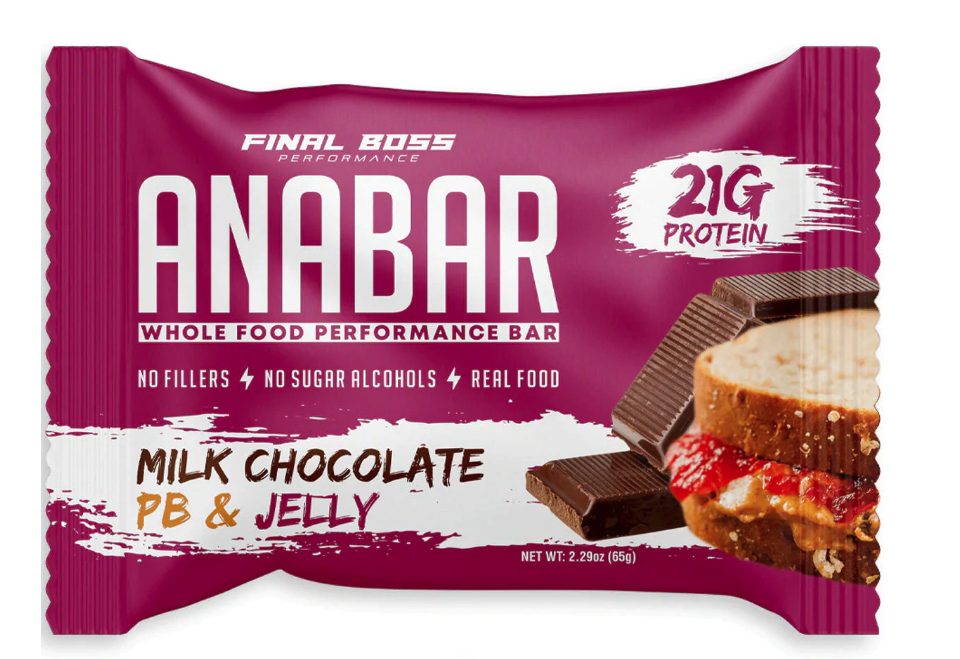 FINAL BOSS
PERFORMANCE
ANABAR
WHOLE FOOD PERFORMANCE BAR
21G
PROTEIN
NO FILLERS NO SUGAR ALCOHOLS REAL FOOD
MILK CHOCOLATE
PB & JELLY
NET WT: 2.29oz (65g)